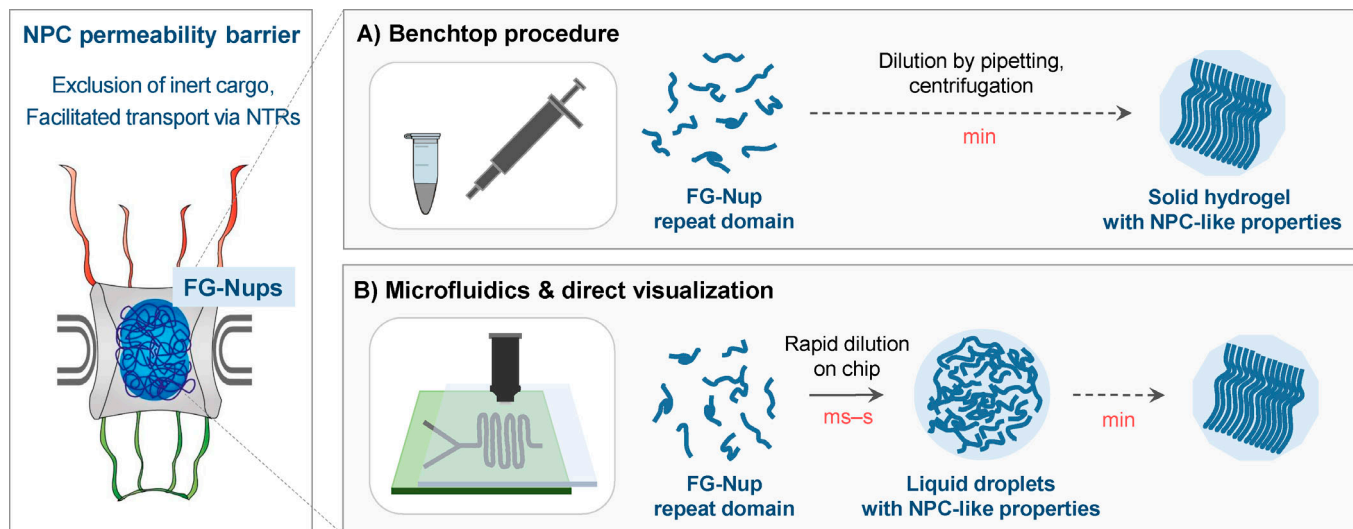 NPC permeability barrier
Exclusion of inert cargo,
Facilitated transport via NTRs
FG-Nups
A) Benchtop procedure
FG-Nup
repeat domain
Dilution by pipetting,
centrifugation
min
Solid hydrogel
with NPC-like properties
B) Microfluidics & direct visualization
FG-Nup
repeat domain
Rapid dilution
on chip
ms–s
Liquid droplets
with NPC-like properties
min